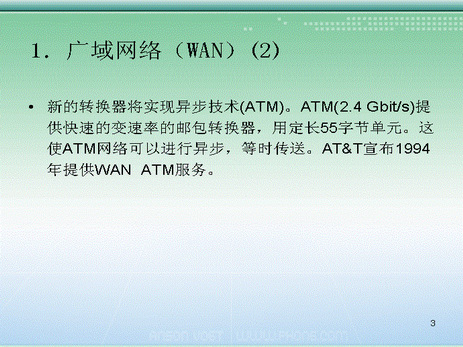 1. 广域网络（WAN）(2)
• 新的转换器将实现异步技术(ATM)。ATM(2.4 Gbit/s)提
供快速的变速率的邮包转换器，用定长55字节单元。这
使ATM网络可以进行异步，等时传送。AT&T宣布1994
年提供WAN ATM服务。
3